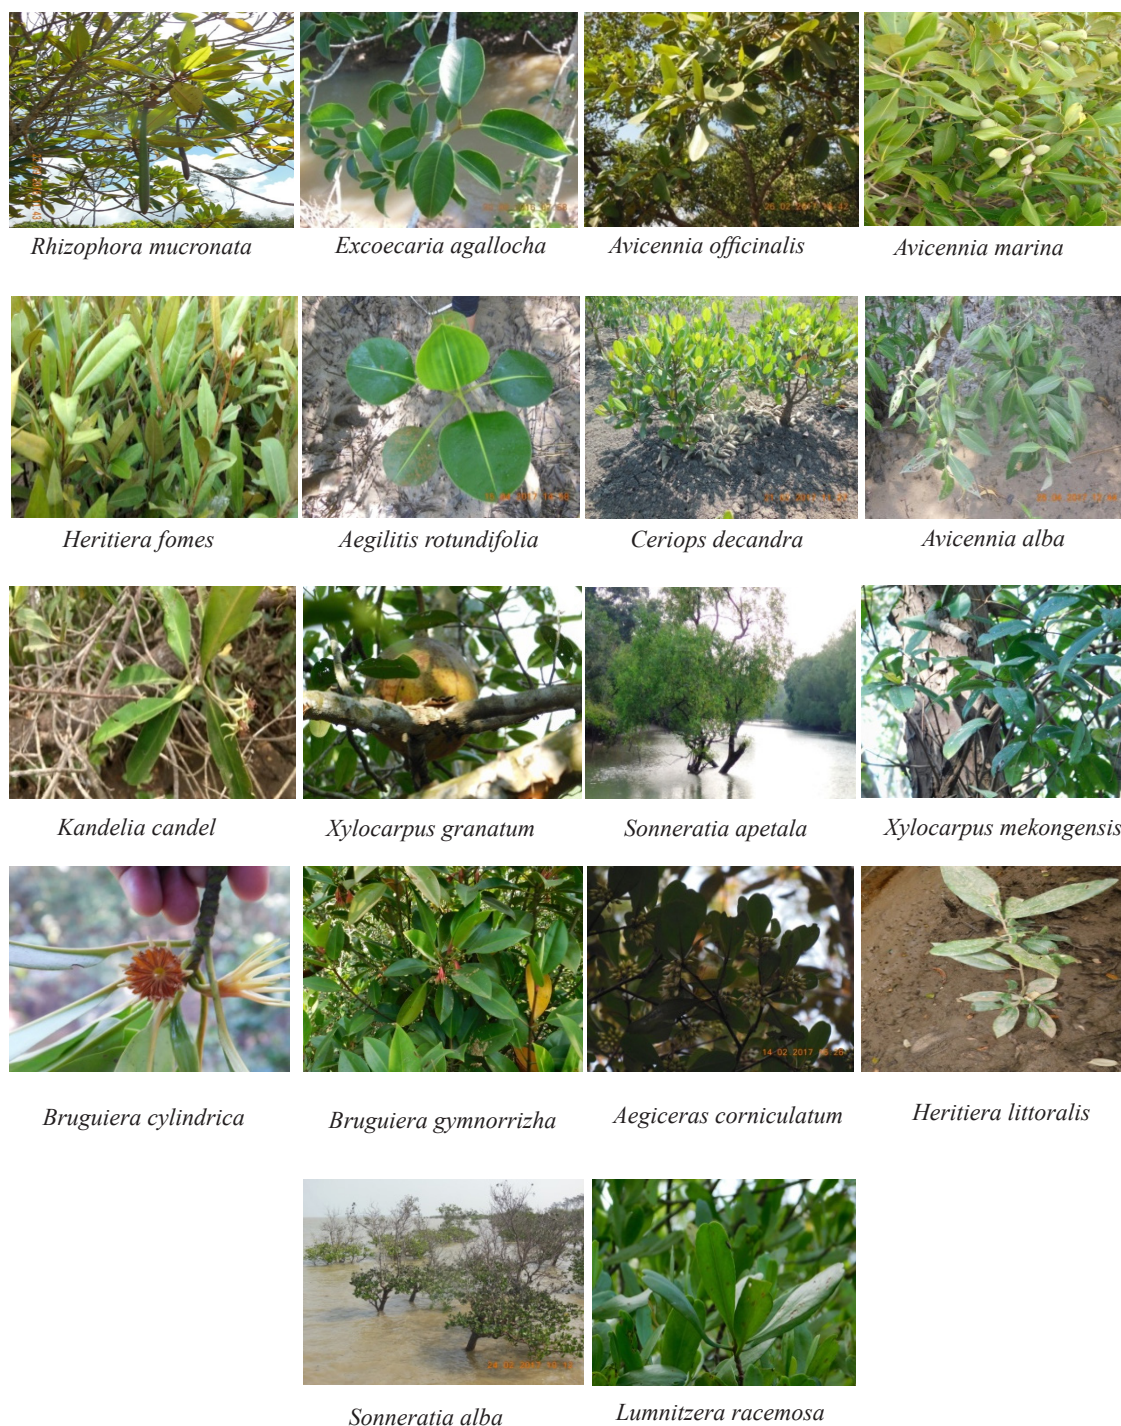 Rhizophora mucronata
Excoecaria agallocha
Avicennia officinalis
Avicennia marina
Heritiera fomes
Aegilitis rotundifolia
Ceriops decandra
Avicennia alba
Kandelia candel
Xylocarpus granatum
Sonneratia apetala
Xylocarpus mekongensis
Bruguiera cylindrica
Bruguiera gymnorrizha
Aegiceras corniculatum
Heritiera littoralis
Sonneratia alba
Lumnitzera racemosa